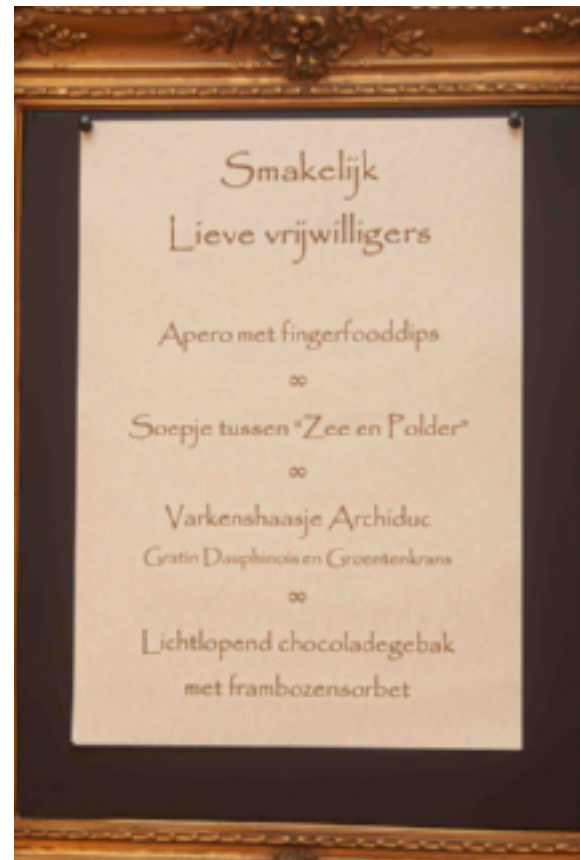 Smakelijk
Lieve vrijwilligers
Apero met fingerfooddips
∞
Soepje tussen "Zee en Polder"
∞
Varkenshaasje Archiduc
Gratin Dauphinois en Groentenkrans
∞
Lichtlopend chocoladegebak
met frambozensorbet